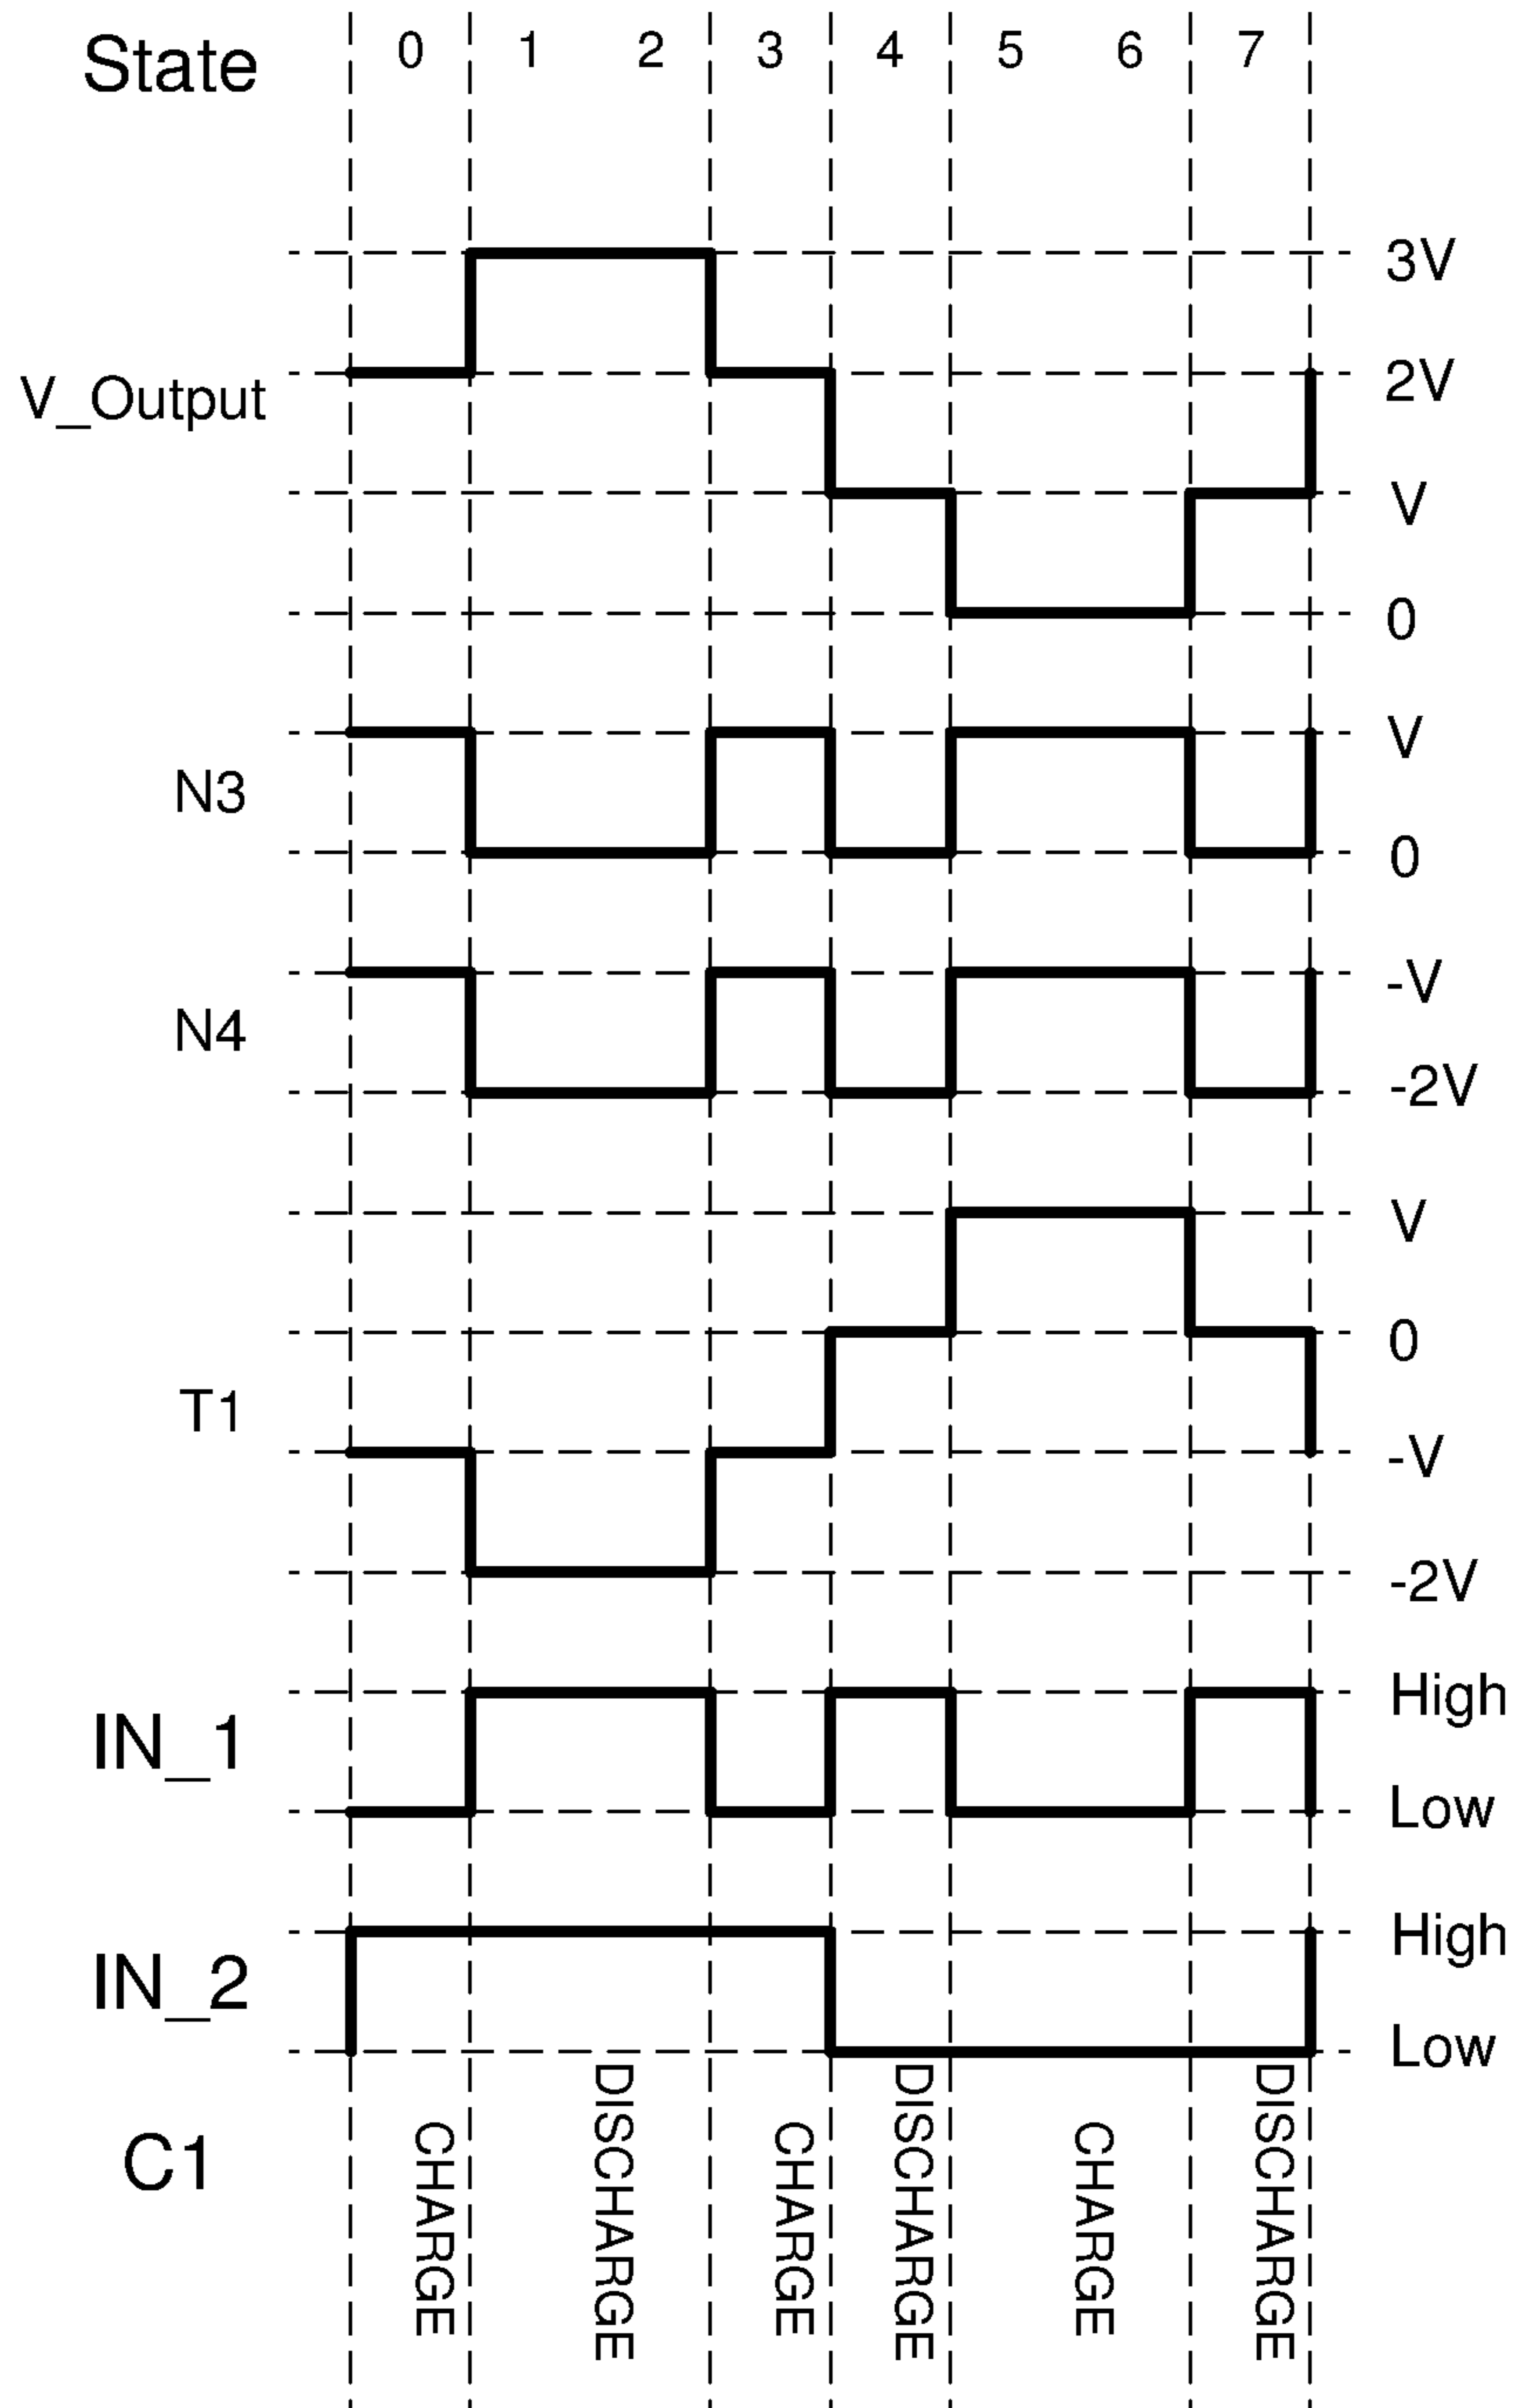 State 0 1 2 3 4 5 6 7
3V
V_Output 2V
V
0
N3 V
0
N4 -V
-2V
V
0
T1 -V
-2V
IN_1 High
Low
IN_2 High
Low
C1 CHARGE DISCHARGE CHARGE DISCHARGE CHARGE DISCHARGE